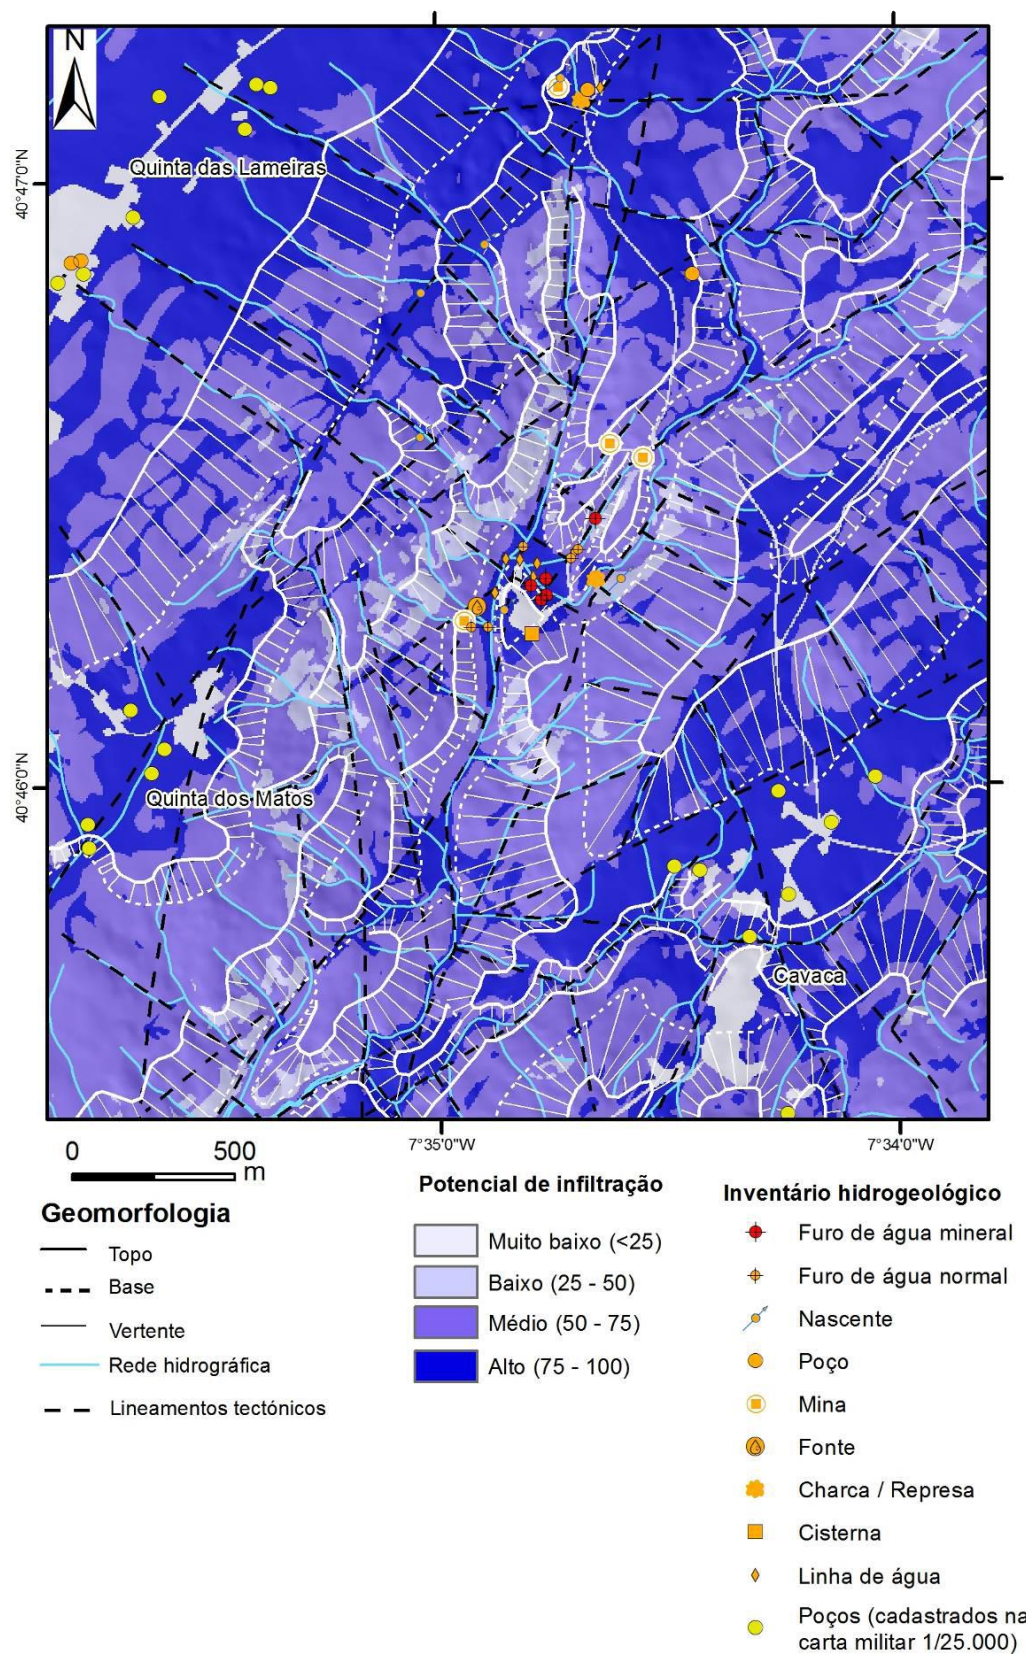 N
40°47'0"N
Quinta das Lameiras
40°46'0"N
Quinta dos Matos
Cavaca
7°35'0"W
7°34'0"W
0 500
m
Geomorfologia
Topo
Base
Vertente
Rede hidrográfica
Lineamentos tectónicos
Potencial de infiltração
Muito baixo (<25)
Baixo (25 - 50)
Médio (50 - 75)
Alto (75 - 100)
Inventário hidrogeológico
Furo de água mineral
Furo de água normal
Nascente
Poço
Mina
Fonte
Charca / Represa
Cisterna
Linha de água
Poços (cadastrados na
carta militar 1/25.000)